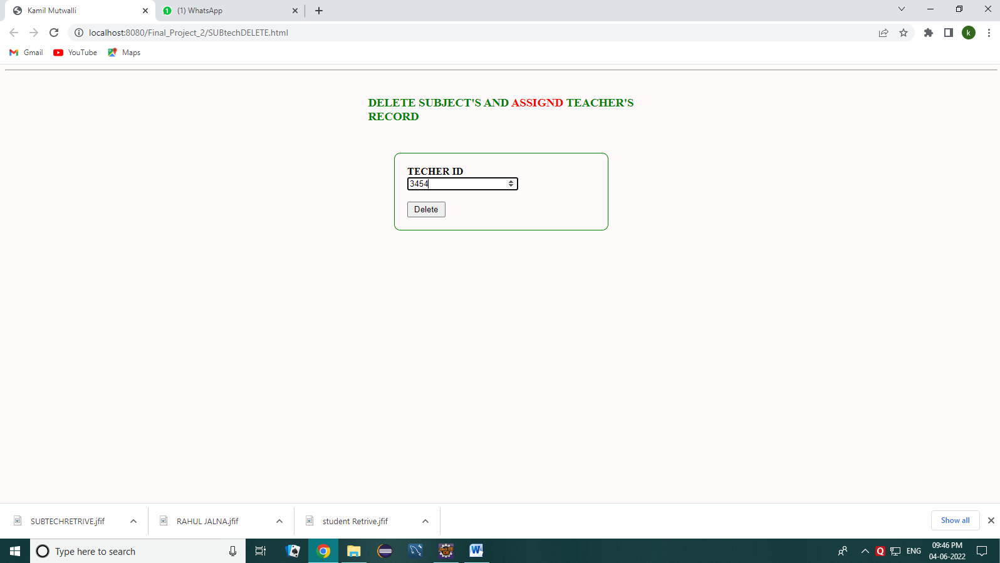 Kamil Mutwalli
(1) WhatsApp
localhost:8080/Final_Project_2/SUBtechDELETE.html
k
Gmail
YouTube
Maps
DELETE SUBJECT'S AND ASSIGND TEACHER'S
RECORD
TECHER ID
3454
Delete
SUBTECHRETRIVE.jfif
RAHUL JALNA.jfif
student Retrive.jfif
Show all
Type here to search
ENG
09:46 PM
04-06-2022